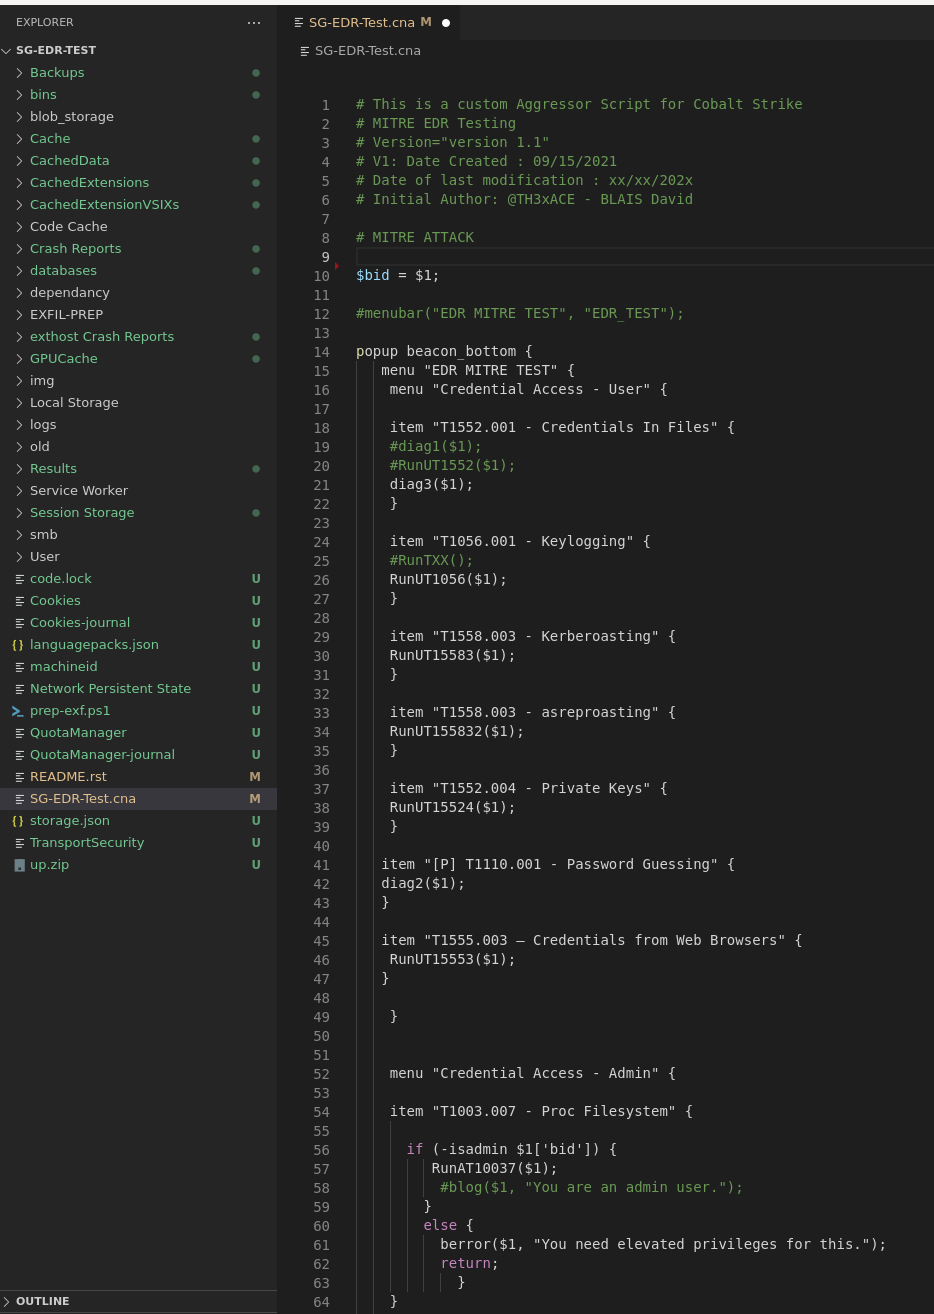 EXPLORER
SG-EDR-TEST
Backups
bins
blob_storage
Cache
CachedData
CachedExtensions
CachedExtensionVSIXs
Code Cache
Crash Reports
databases
dependancy
EXFIL-PREP
exthost Crash Reports
GPUCache
img
Local Storage
logs
old
Results
Service Worker
Session Storage
smb
User
code.lock U
Cookies U
Cookies-journal U
{} languagepacks.json U
machineid U
Network Persistent State U
prep-exf.ps1 U
QuotaManager U
QuotaManager-journal U
README.rst M
SG-EDR-Test.cna M
{} storage.json U
TransportSecurity U
up.zip U
OUTLINE
SG-EDR-Test.cna M
SG-EDR-Test.cna
1 # This is a custom Aggressor Script for Cobalt Strike
2 # MITRE EDR Testing
3 # Version="version 1.1"
4 # V1: Date Created : 09/15/2021
5 # Date of last modification : xx/xx/202x
6 # Initial Author: @TH3xACE - BLAIS David
7
8 # MITRE ATTACK
9
10 $bid = $1;
11
12 #menubar("EDR MITRE TEST", "EDR_TEST");
13
14 popup beacon_bottom {
15 menu "EDR MITRE TEST" {
16 menu "Credential Access - User" {
17
18 item "T1552.001 - Credentials In Files" {
19 #diag1($1);
20 #RunUT1552($1);
21 diag3($1);
22 }
23
24 item "T1056.001 - Keylogging" {
25 #RunTXX();
26 RunUT1056($1);
27 }
28
29 item "T1558.003 - Kerberoasting" {
30 RunUT15583($1);
31 }
32
33 item "T1558.003 - asreproasting" {
34 RunUT155832($1);
35 }
36
37 item "T1552.004 - Private Keys" {
38 RunUT15524($1);
39 }
40
41 item "[P] T1110.001 - Password Guessing" {
42 diag2($1);
43 }
44
45 item "T1555.003 – Credentials from Web Browsers" {
46 RunUT15553($1);
47 }
48
49 }
50
51
52 menu "Credential Access - Admin" {
53
54 item "T1003.007 - Proc Filesystem" {
55
56 if (-isadmin $1['bid']) {
57 RunAT10037($1);
58 #blog($1, "You are an admin user.");
59 }
60 else {
61 berror($1, "You need elevated privileges for this.");
62 return;
63 }
64 }